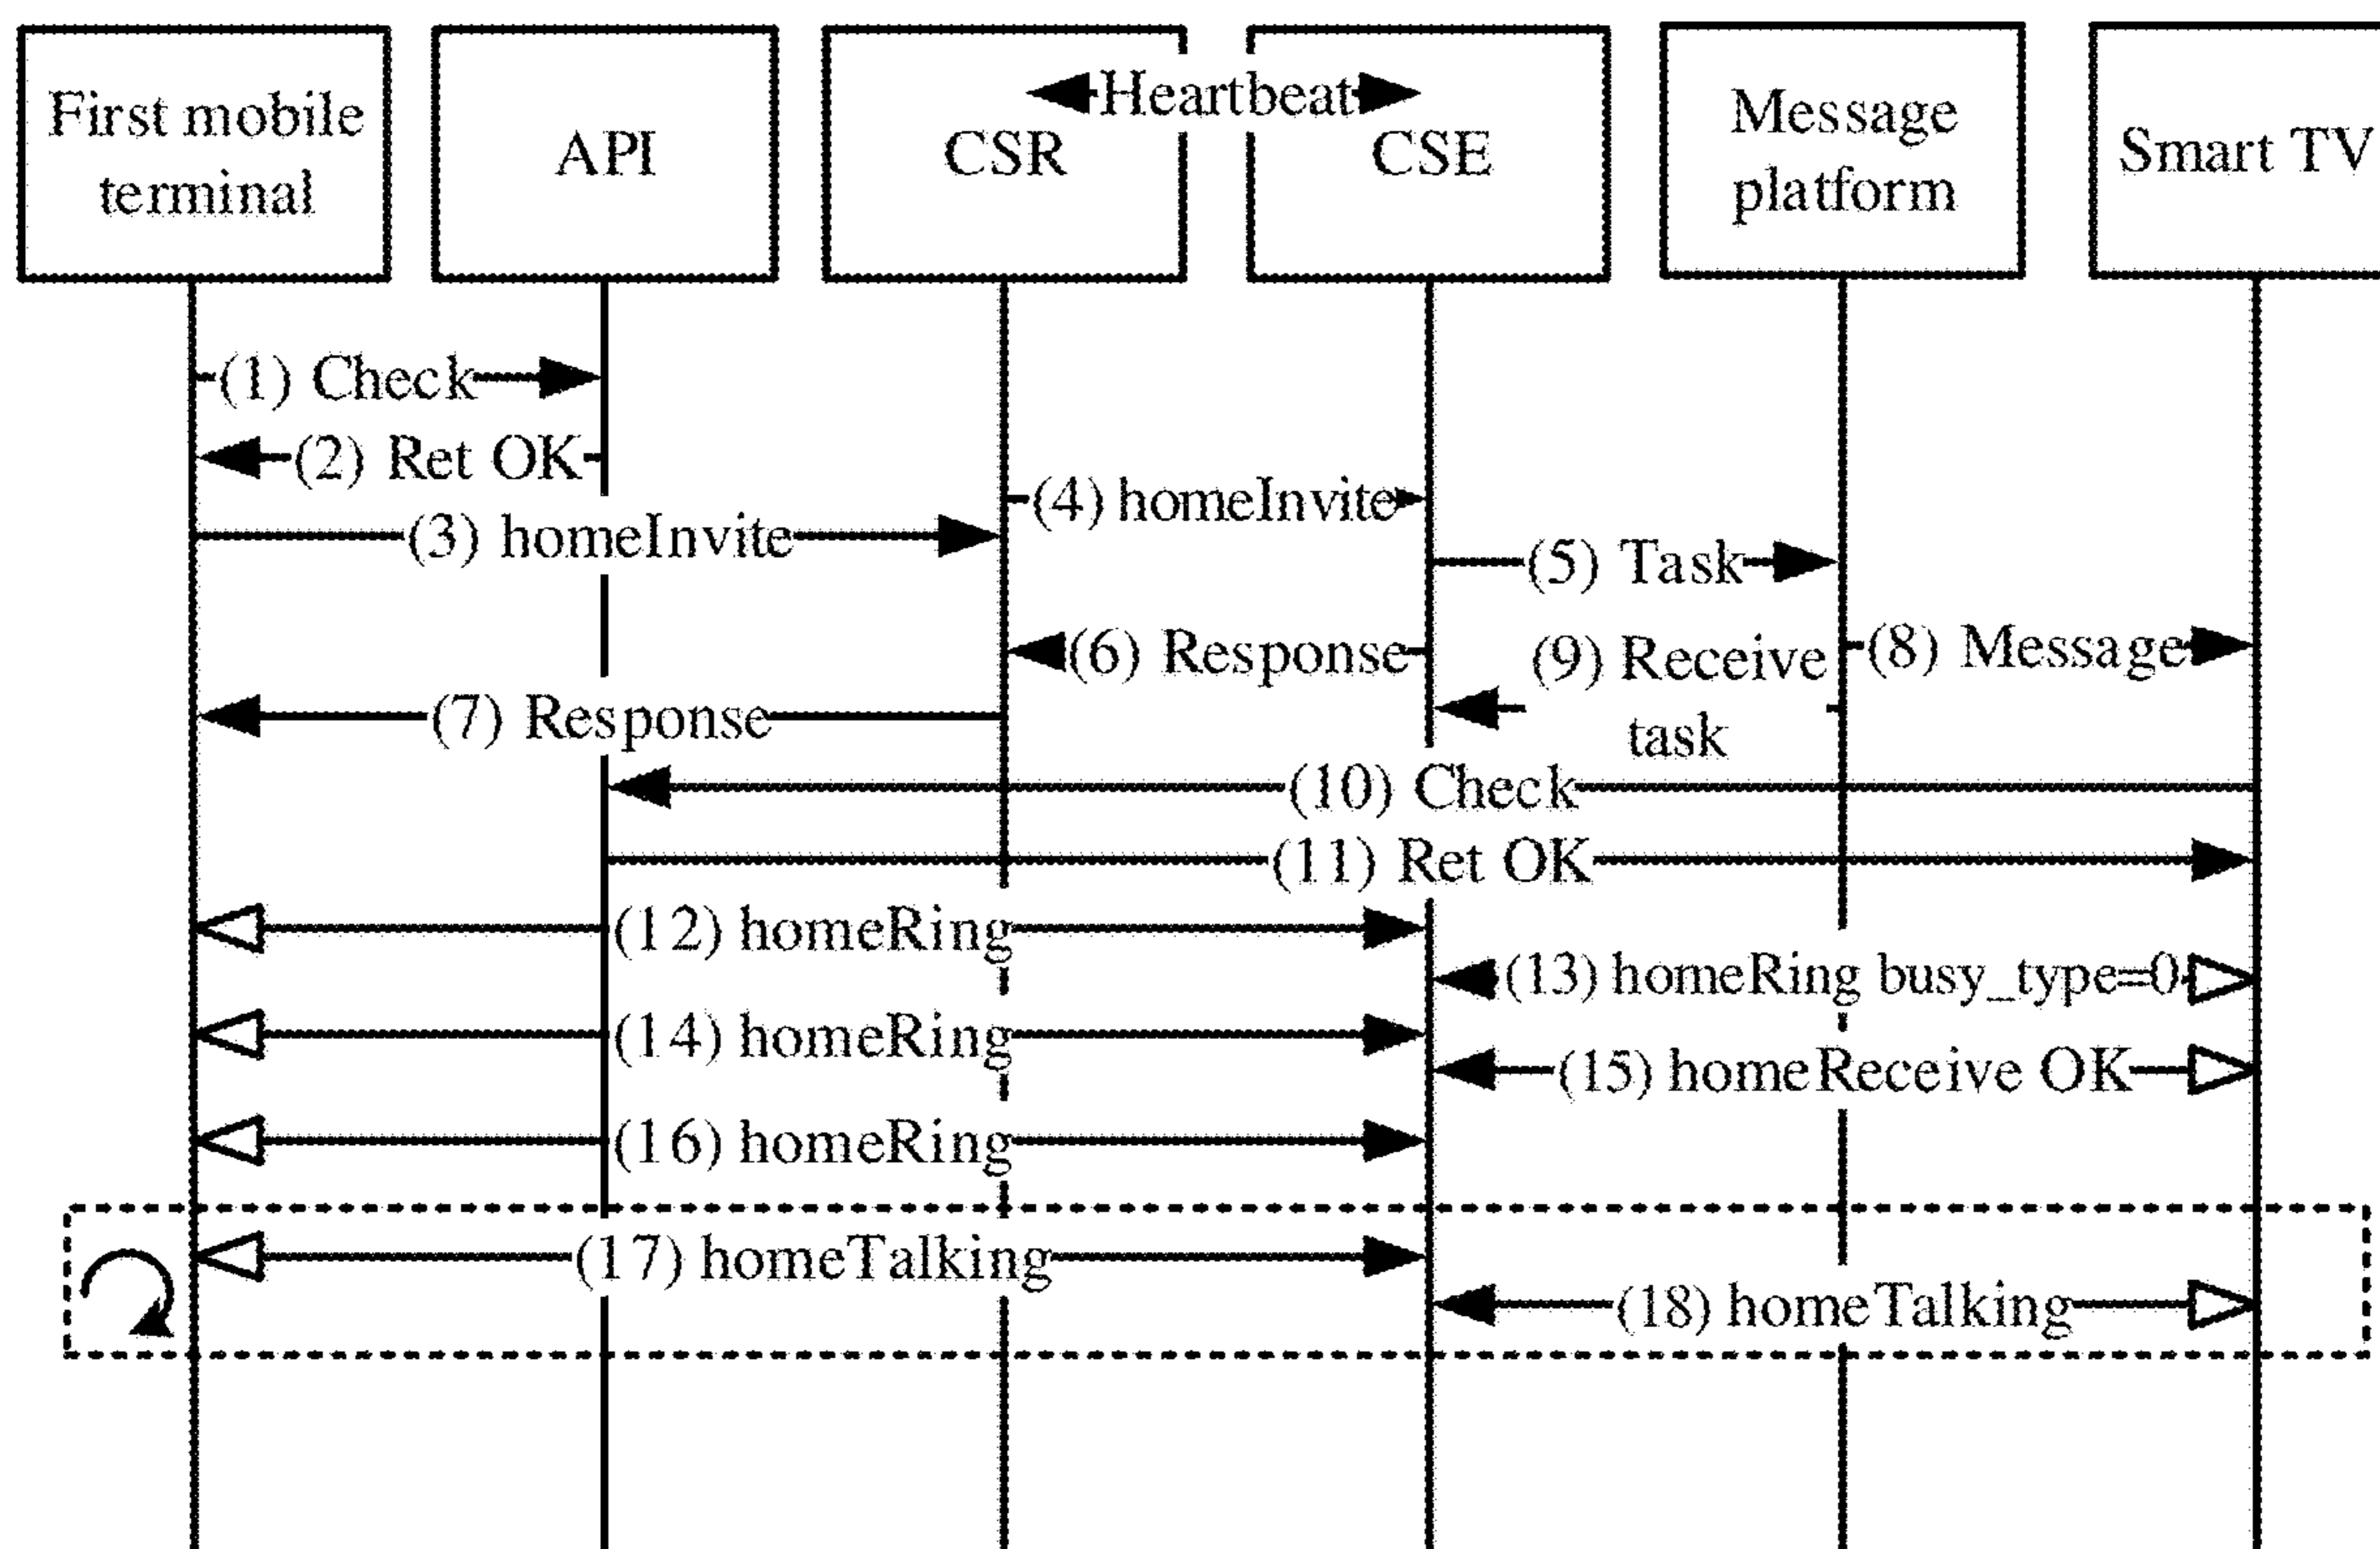 First mobile
terminal
API
CSR
Heartbeat
CSE
Message
platform
Smart TV
(1) Check
(2) Ret OK
(3) homeInvite
(4) homeInvite
(5) Task
(6) Response
(7) Response
(8) Message
(9) Receive
task
(10) Check
(11) Ret OK
(12) homeRing
(13) homeRing busy_type=0
(14) homeRing
(15) homeReceive OK
(16) homeRing
(17) homeTalking
(18) homeTalking